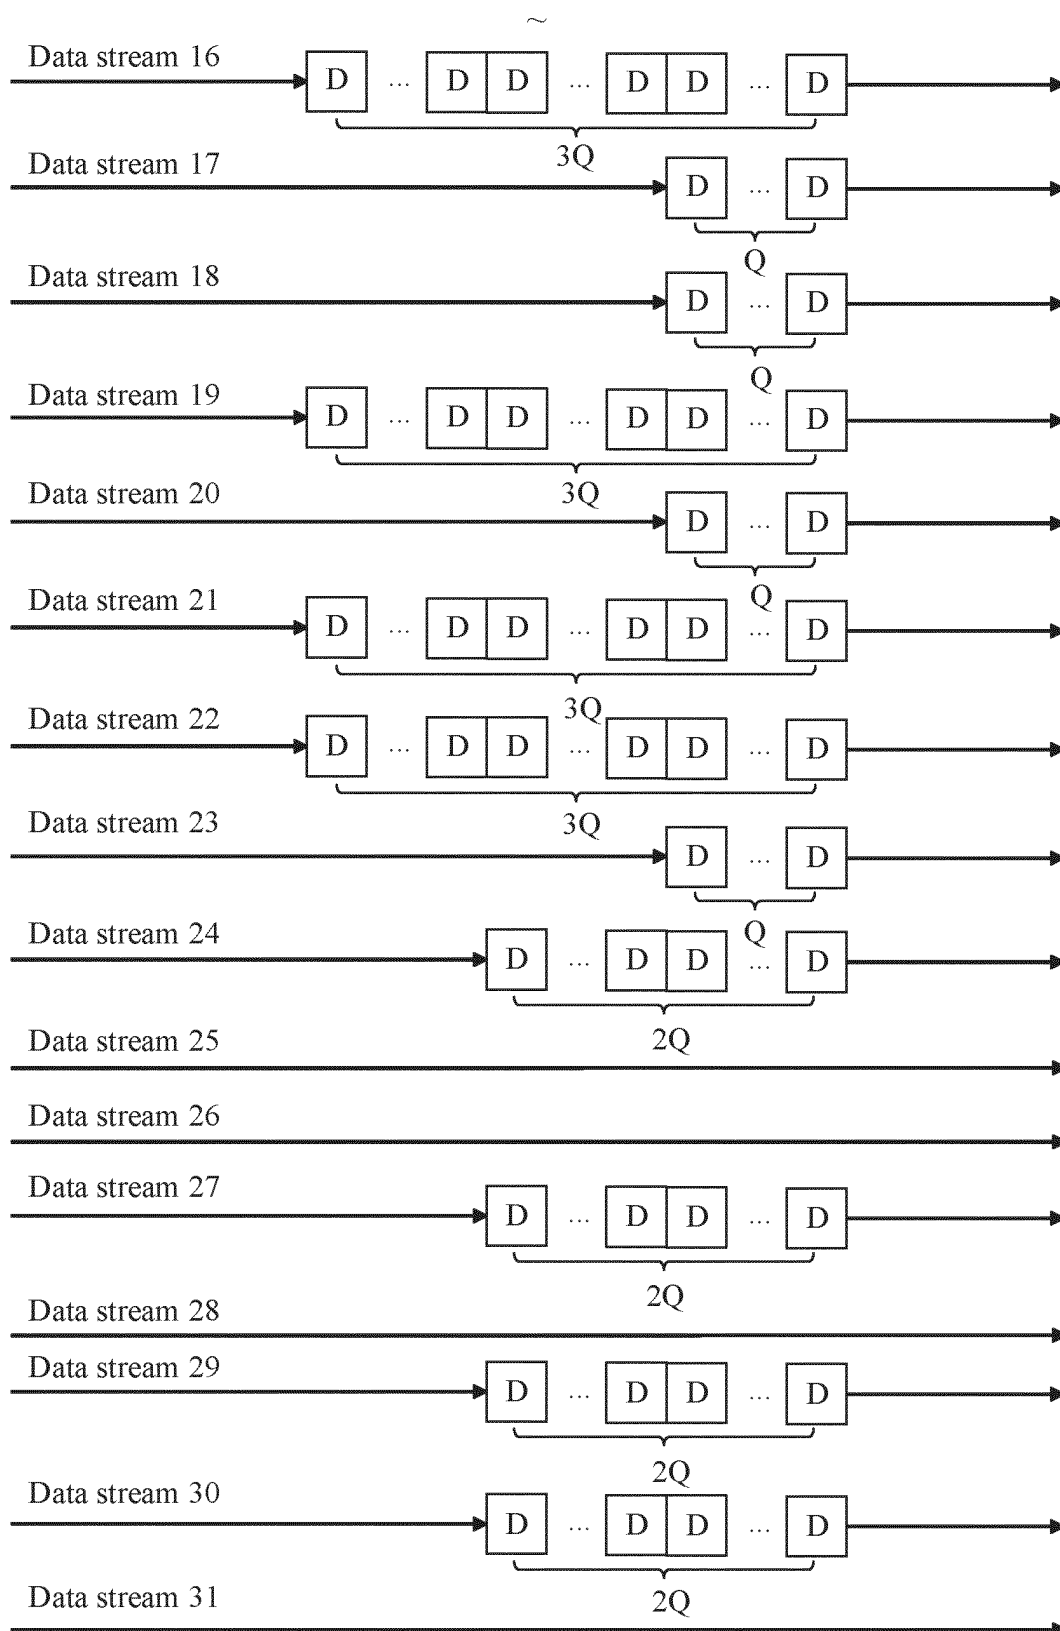 ~
Data stream 16
D ... D D ... D D ... D
3Q
Data stream 17
D ... D
Q
Data stream 18
D ... D
Q
Data stream 19
D ... D D ... D D ... D
3Q
Data stream 20
D ... D
Q
Data stream 21
D ... D D ... D D ... D
3Q
Data stream 22
D ... D D ... D D ... D
3Q
Data stream 23
D ... D
Q
Data stream 24
D ... D D ... D
2Q
Data stream 25
Data stream 26
Data stream 27
D ... D D ... D
2Q
Data stream 28
Data stream 29
D ... D D ... D
2Q
Data stream 30
D ... D D ... D
2Q
Data stream 31